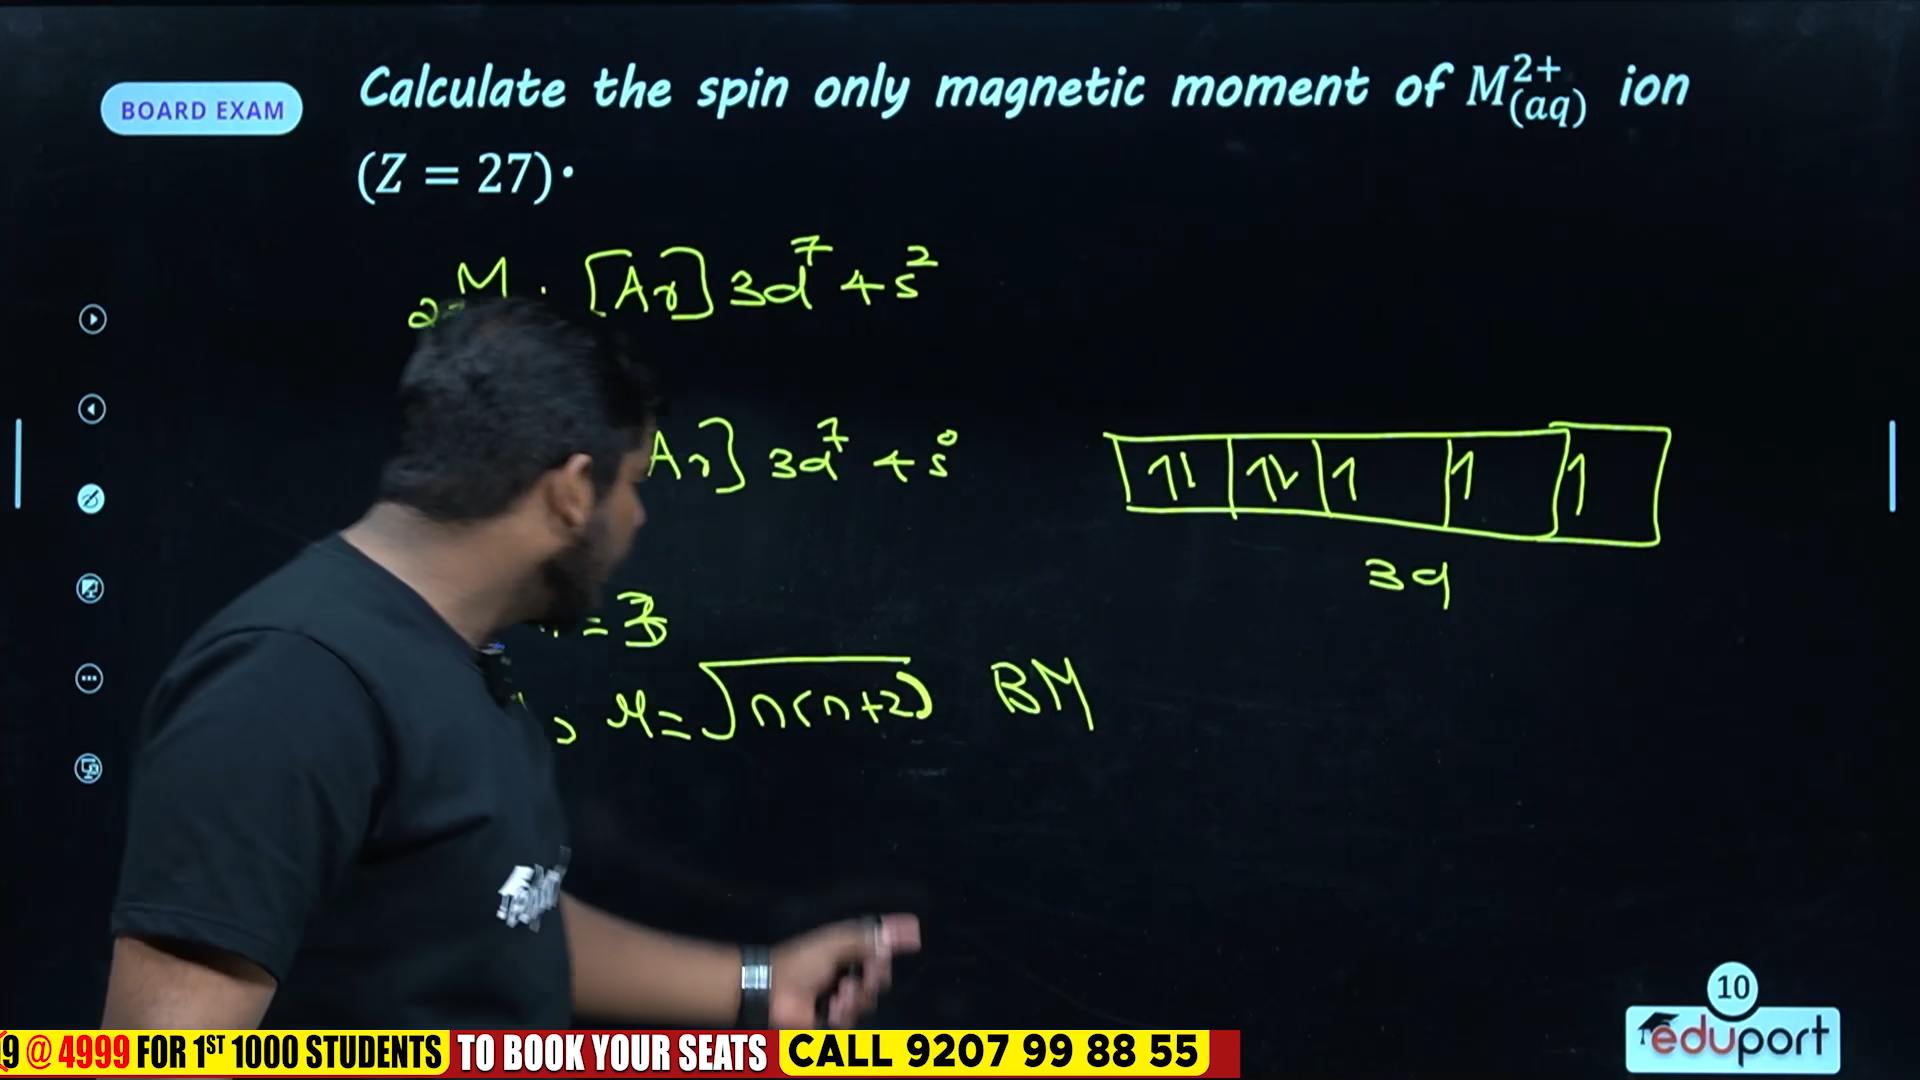 BOARD EXAM
Calculate the spin only magnetic moment of M²⁺(aq) ion
(Z = 27).
M : [Ar] 3d⁷ 4s²
Ar] 3d⁷ 4s⁰
1↿⇂ 
3d
= 3
μ = √n(n+2) BM
10
eduport
9 @ 4999 FOR 1ST 1000 STUDENTS TO BOOK YOUR SEATS CALL 9207 99 88 55